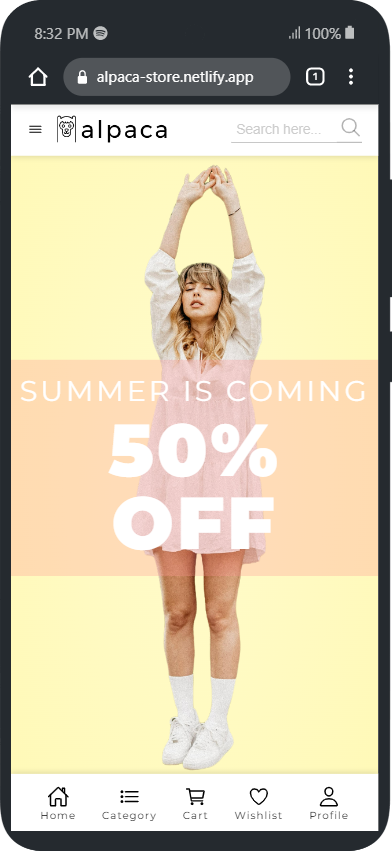 8:32 PM 100%
alpaca-store.netlify.app 1
alpaca Search here...
SUMMER IS COMING
50%
OFF
Home Category Cart Wishlist Profile